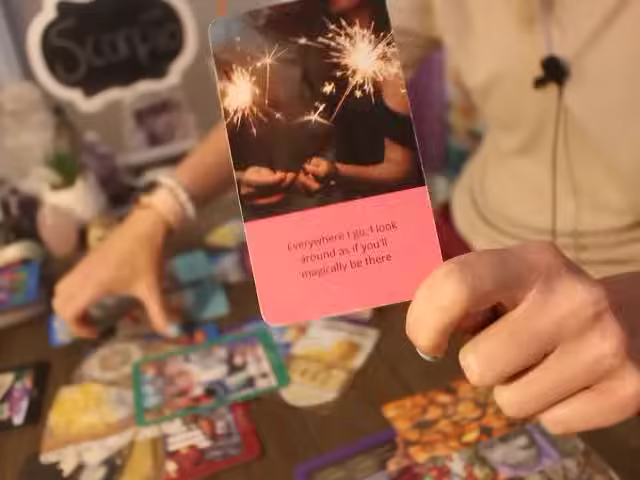 Scorpio
Everywhere I go, I look
around as if you'll
magically be there